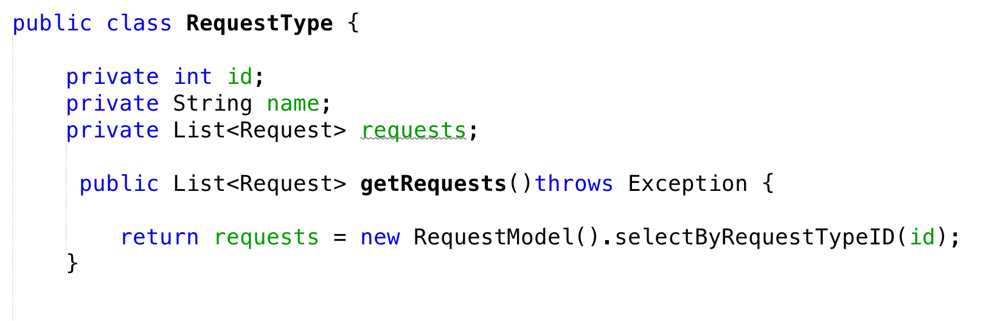 public class RequestType {
private int id;
private String name;
private List<Request> requests;
public List<Request> getRequests()throws Exception {
return requests = new RequestModel().selectByRequestTypeID(id);
}